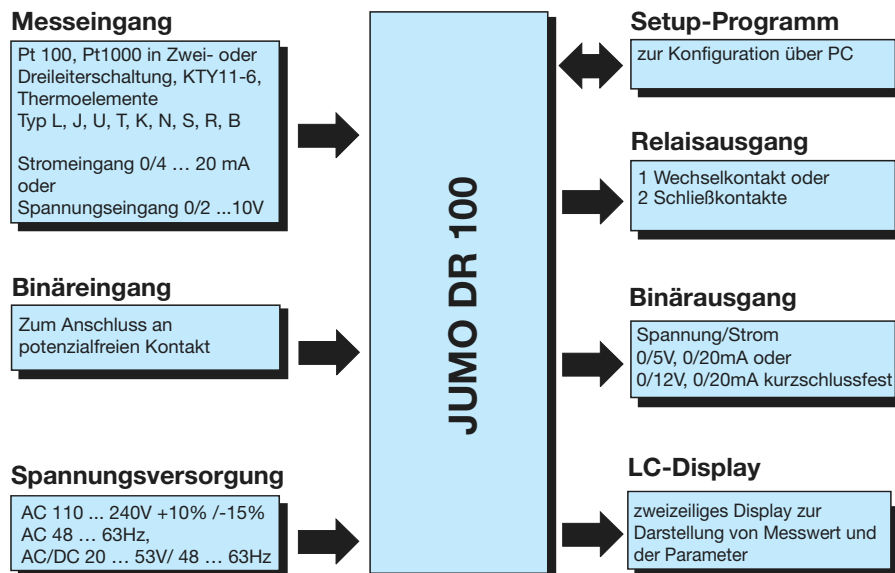 Messeingang
Pt 100, Pt1000 in Zwei- oder
Dreileiterschaltung, KTY11-6,
Thermoelemente
Typ L, J, U, T, K, N, S, R, B
Stromeingang 0/4 … 20 mA
oder
Spannungseingang 0/2 ...10V
Binäreingang
Zum Anschluss an
potenzialfreien Kontakt
Spannungsversorgung
AC 110 ... 240V +10% /-15%
AC 48 … 63Hz,
AC/DC 20 … 53V/ 48 … 63Hz
JUMO DR 100
Setup-Programm
zur Konfiguration über PC
Relaisausgang
1 Wechselkontakt oder
2 Schließkontakte
Binärausgang
Spannung/Strom
0/5V, 0/20mA oder
0/12V, 0/20mA kurzschlussfest
LC-Display
zweizeiliges Display zur
Darstellung von Messwert und
der Parameter